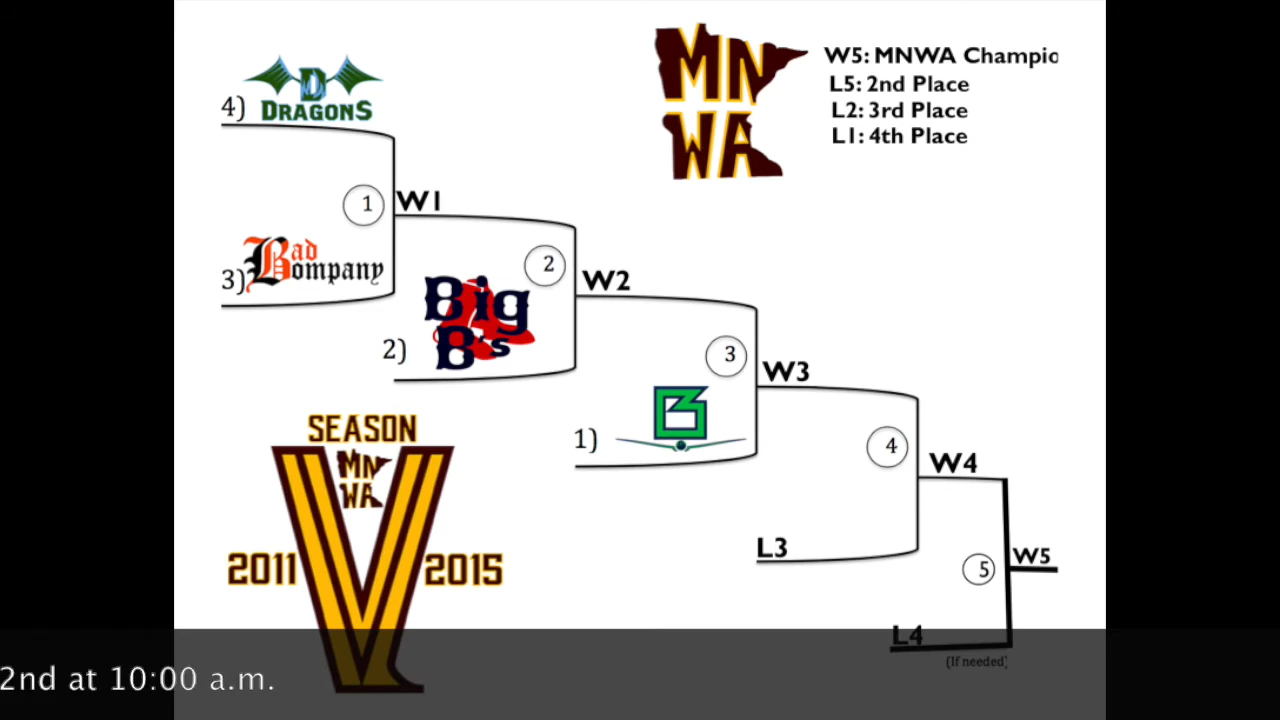 4)
D
DRAGONS
MN
WA
W5: MNWA Champio
L5: 2nd Place
L2: 3rd Place
L1: 4th Place
1
W1
3)
Bad
Company
2
W2
2)
Big
B's
3
W3
1)
B
4
W4
L3
5
W5
L4
(If needed)
SEASON
MN
WA
V
2011
2015
2nd at 10:00 a.m.